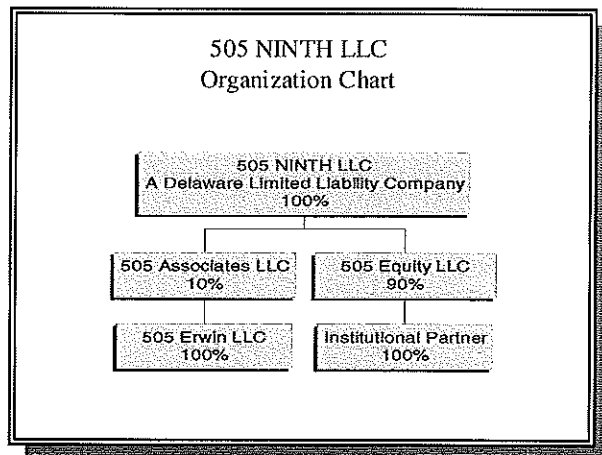 505 NINTH LLC
Organization Chart
505 NINTH LLC
A Delaware Limited Liability Company
100%
505 Associates LLC
10%
505 Equity LLC
90%
505 Erwin LLC
100%
Institutional Partner
100%